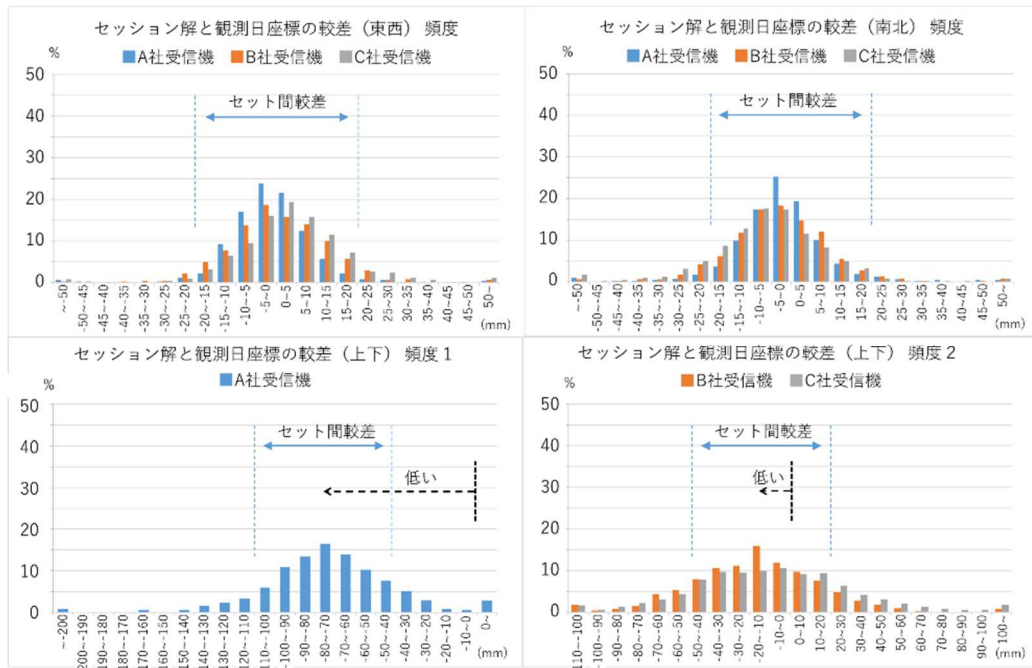 セッション解と観測日座標の較差（東西）頻度
% A社受信機 B社受信機 C社受信機
50
40
30
20
10
0
セット間較差
~-50 -50~-45 -45~-40 -40~-35 -35~-30 -30~-25 -25~-20 -20~-15 -15~-10 -10~-5 -5~0 0~5 5~10 10~15 15~20 20~25 25~30 30~35 35~40 40~45 45~50 50~
(mm)
セッション解と観測日座標の較差（南北）頻度
% A社受信機 B社受信機 C社受信機
50
40
30
20
10
0
セット間較差
~-50 -50~-45 -45~-40 -40~-35 -35~-30 -30~-25 -25~-20 -20~-15 -15~-10 -10~-5 -5~0 0~5 5~10 10~15 15~20 20~25 25~30 30~35 35~40 40~45 45~50 50~
(mm)
セッション解と観測日座標の較差（上下）頻度1
% A社受信機
50
40
30
20
10
0
セット間較差
低い
~-200 -200~-190 -190~-180 -180~-170 -170~-160 -160~-150 -150~-140 -140~-130 -130~-120 -120~-110 -110~-100 -100~-90 -90~-80 -80~-70 -70~-60 -60~-50 -50~-40 -40~-30 -30~-20 -20~-10 -10~0 0~
(mm)
セッション解と観測日座標の較差（上下）頻度2
% B社受信機 C社受信機
50
40
30
20
10
0
セット間較差
低い
-110~-100 -100~-90 -90~-80 -80~-70 -70~-60 -60~-50 -50~-40 -40~-30 -30~-20 -20~-10 -10~0 0~10 10~20 20~30 30~40 40~50 50~60 60~70 70~80 80~90 90~100 100~
(mm)